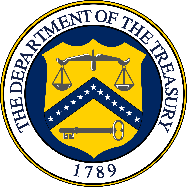 THE DEPARTMENT OF THE TREASURY
1789